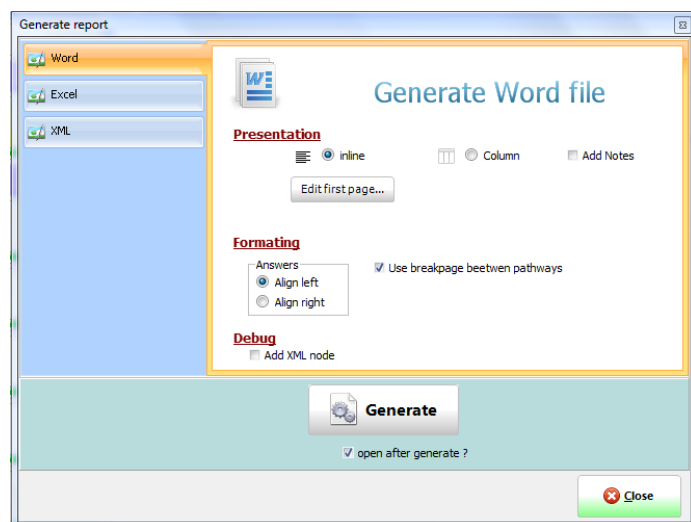 Generate report
Word
Excel
XML
W
Generate Word file
Presentation
inline
Column
Add Notes
Edit first page...
Formating
Answers
Align left
Align right
Use breakpage beetwen pathways
Debug
Add XML node
Generate
open after generate ?
Close